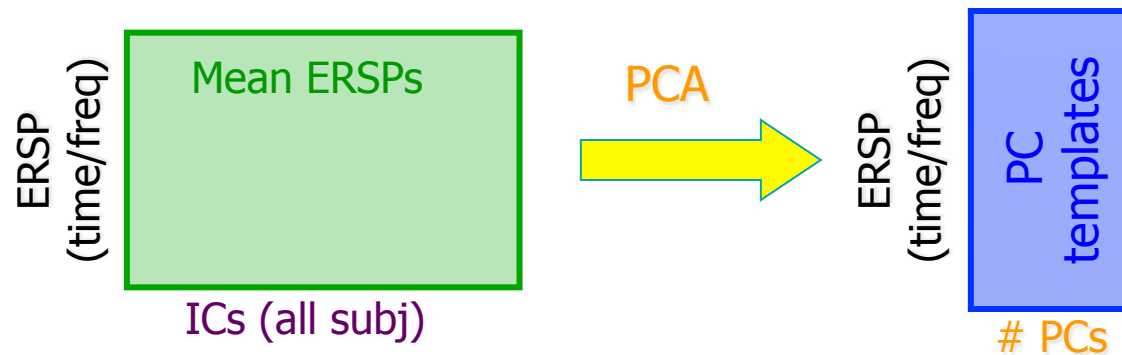 ERSP
(time/freq)
Mean ERSPs
ICs (all subj)
PCA
ERSP
(time/freq)
PC
templates
# PCs